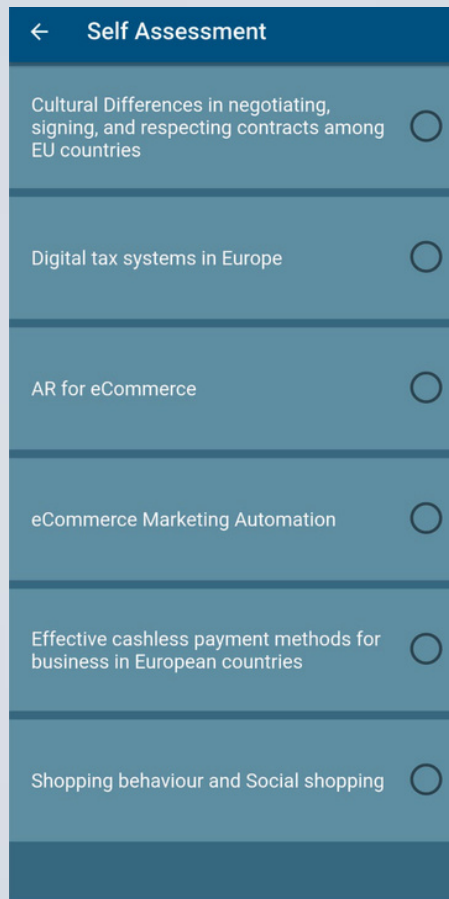 Self Assessment
Cultural Differences in negotiating,
signing, and respecting contracts among
EU countries
Digital tax systems in Europe
AR for eCommerce
eCommerce Marketing Automation
Effective cashless payment methods for
business in European countries
Shopping behaviour and Social shopping